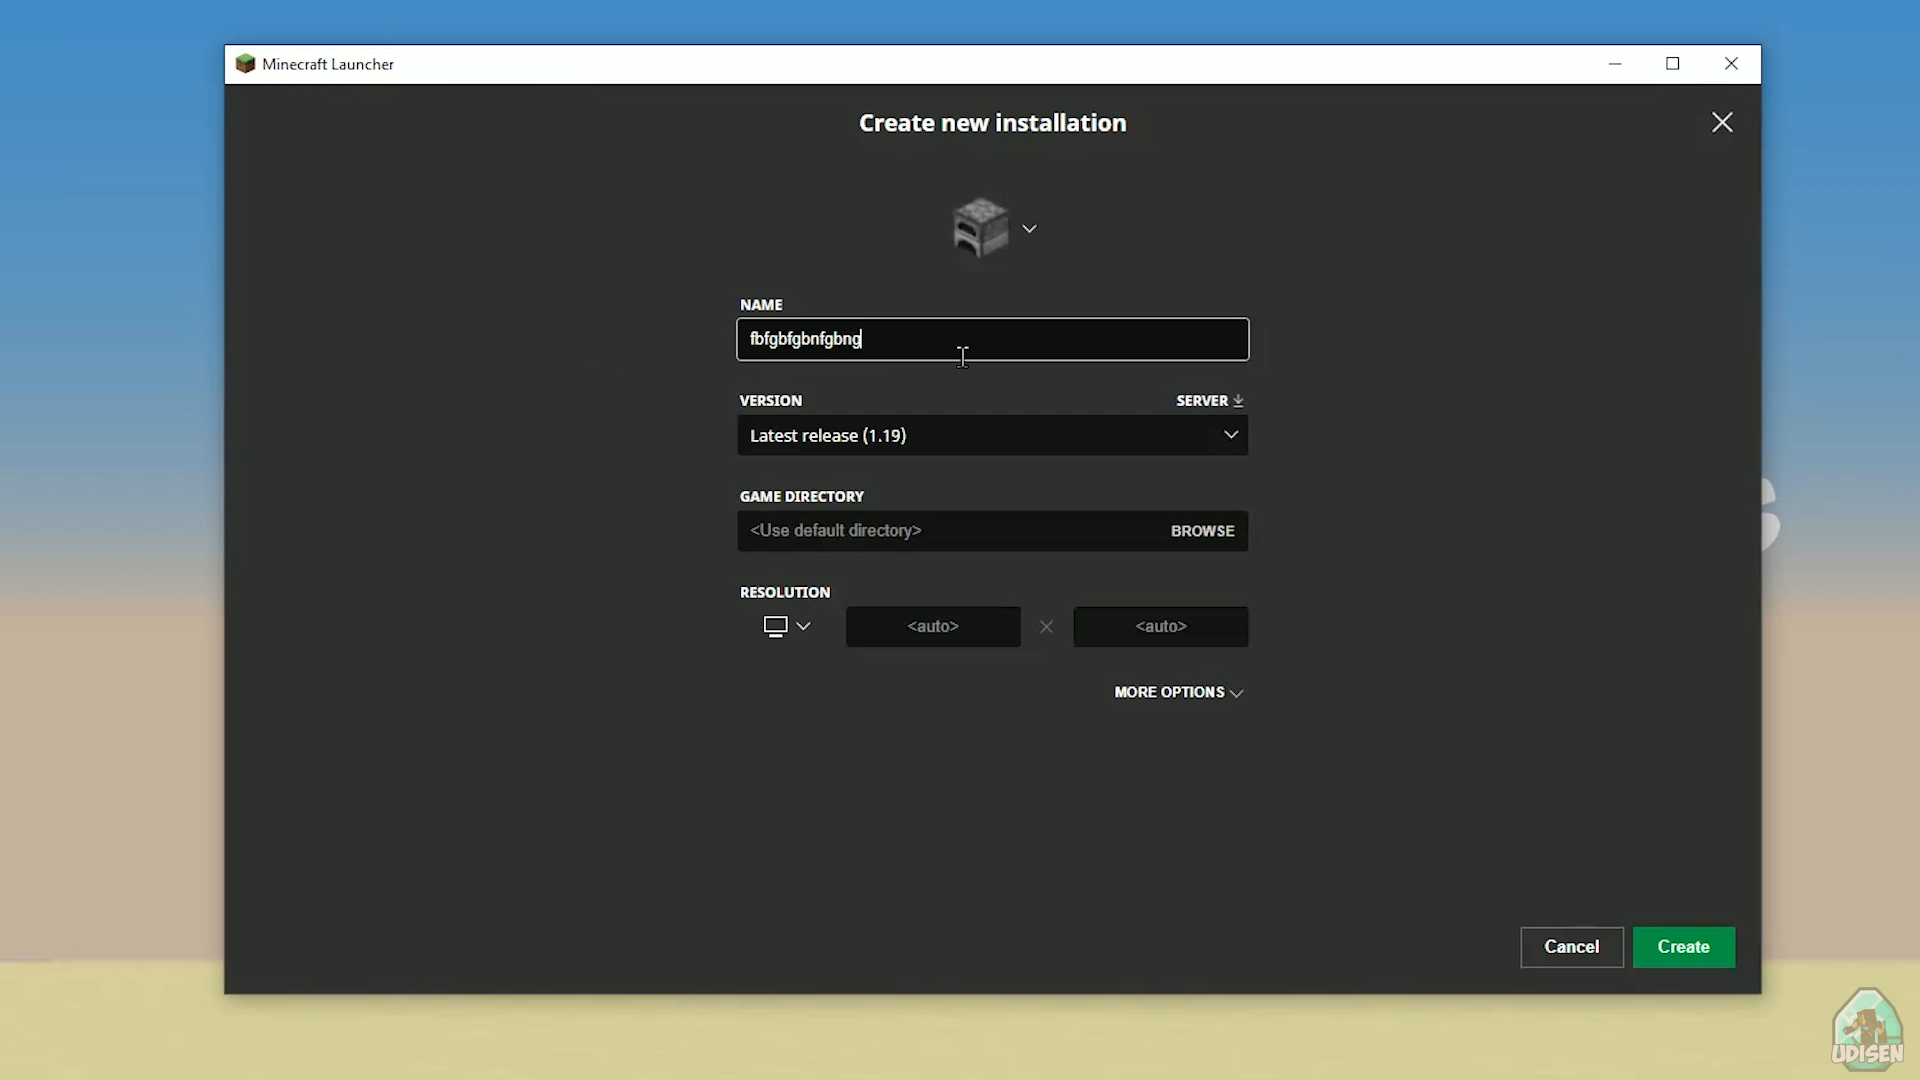 Minecraft Launcher
Create new installation
NAME
fbfgbfgbnfgbng
VERSION
SERVER
Latest release (1.19)
GAME DIRECTORY
<Use default directory>
BROWSE
RESOLUTION
<auto>
<auto>
MORE OPTIONS
Cancel
Create
UDISEN